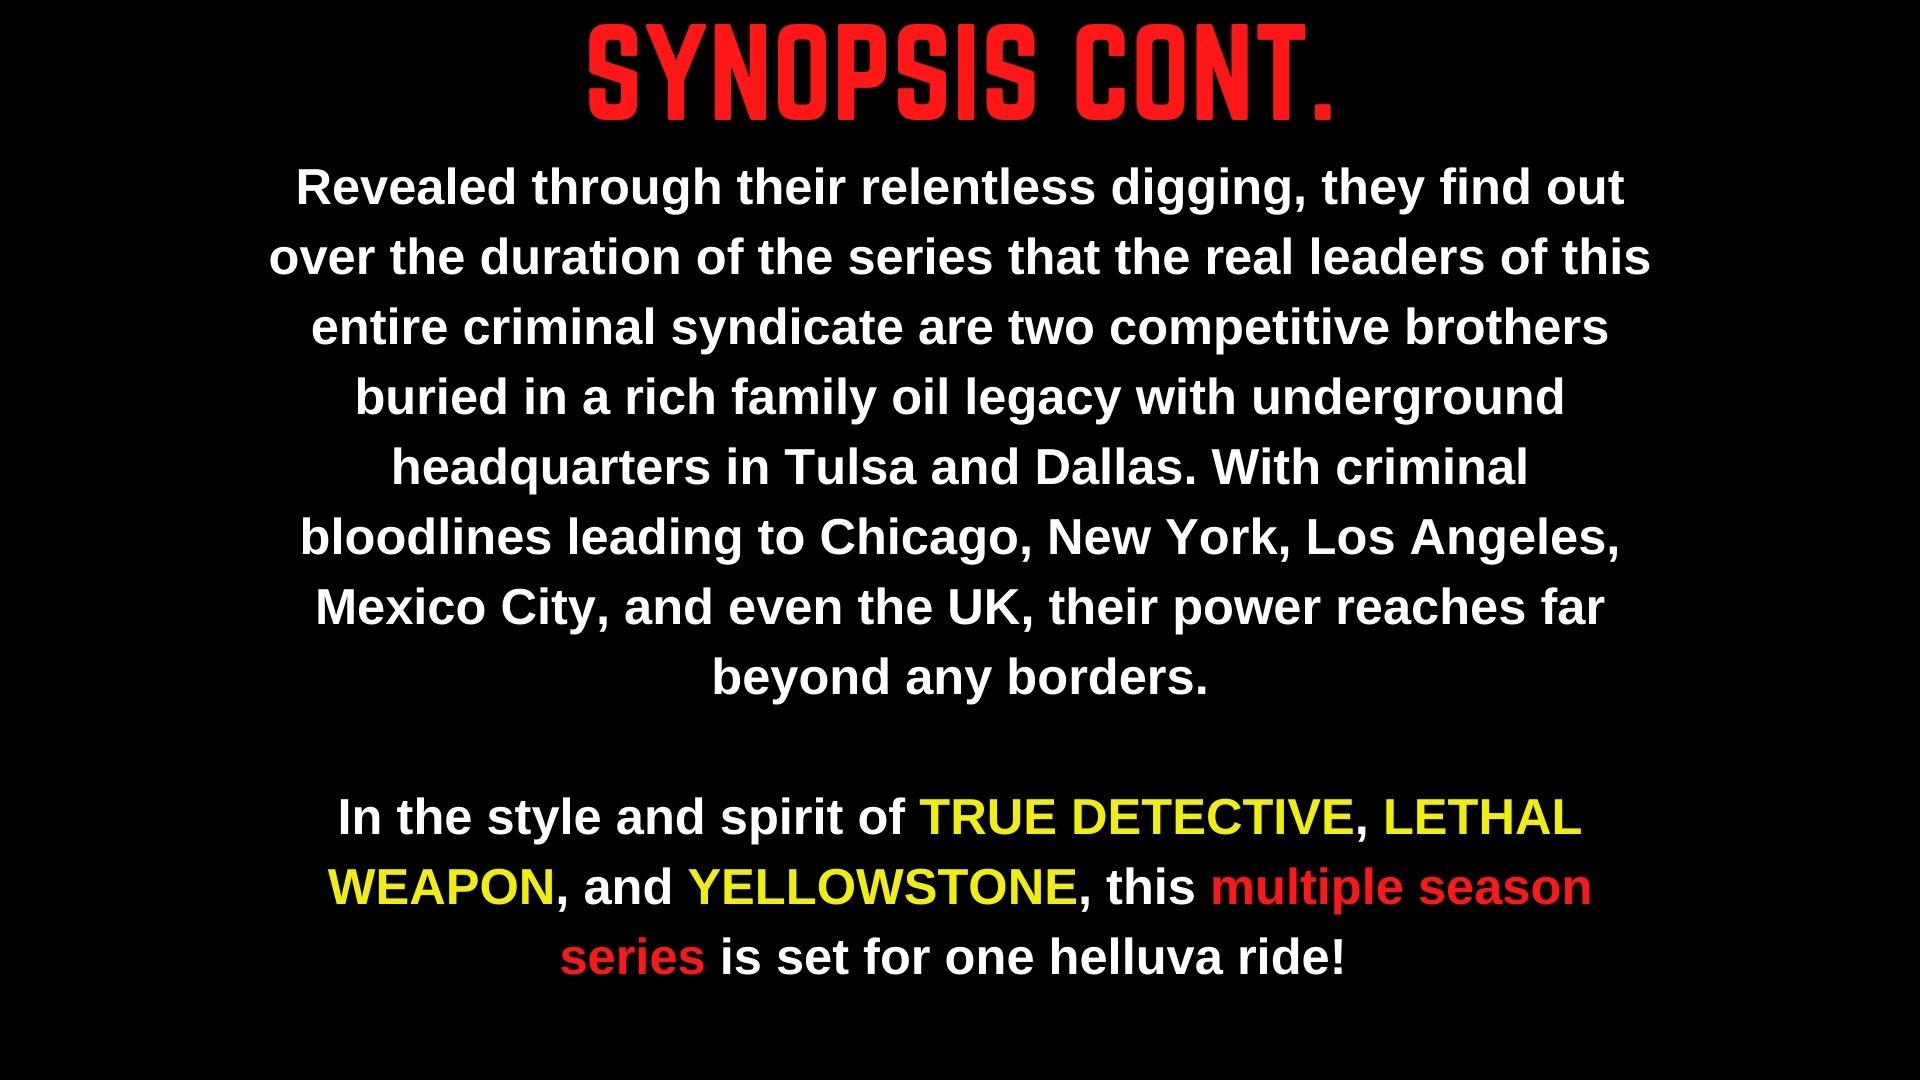 SYNOPSIS CONT.
Revealed through their relentless digging, they find out
over the duration of the series that the real leaders of this
entire criminal syndicate are two competitive brothers
buried in a rich family oil legacy with underground
headquarters in Tulsa and Dallas. With criminal
bloodlines leading to Chicago, New York, Los Angeles,
Mexico City, and even the UK, their power reaches far
beyond any borders.
In the style and spirit of TRUE DETECTIVE, LETHAL
WEAPON, and YELLOWSTONE, this multiple season
series is set for one helluva ride!